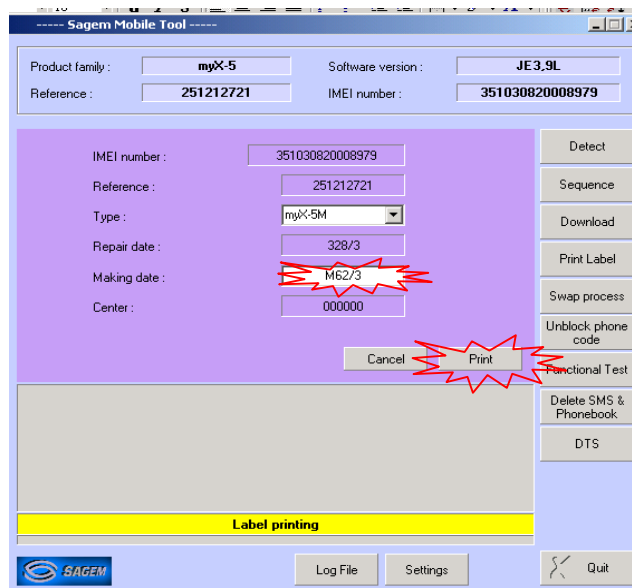 ----- Sagem Mobile Tool-----
Product family : myX-5 Software version : JE3,9L
Reference : 251212721 IMEI number : 351030820008979
IMEI number : 351030820008979
Reference : 251212721
Type : myX-5M
Repair date : 328/3
Making date : M62/3
Center : 000000
Cancel Print
Detect
Sequence
Download
Print Label
Swap process
Unblock phone
code
Functional Test
Delete SMS &
Phonebook
DTS
Label printing
SAGEM Log File Settings Quit